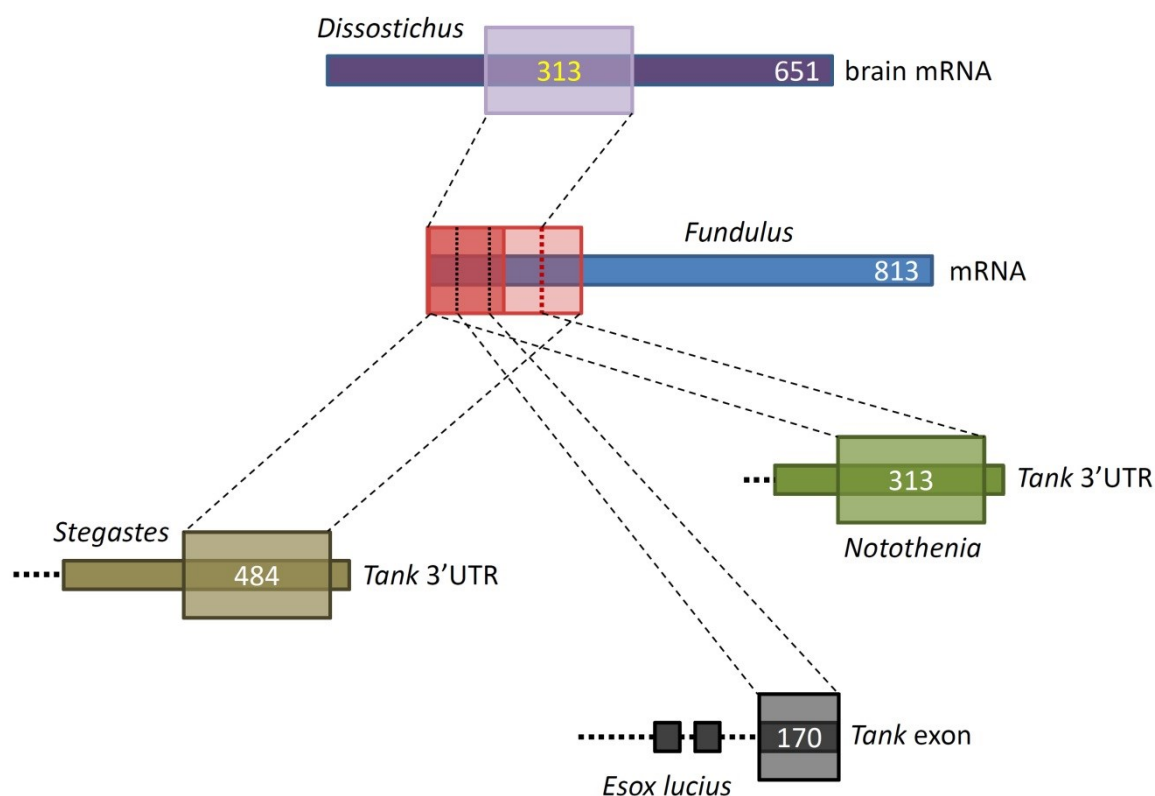 Dissostichus
313 651 brain mRNA
Fundulus
813 mRNA
313 Tank 3’UTR
Notothenia
Stegastes
484 Tank 3’UTR
170 Tank exon
Esox lucius